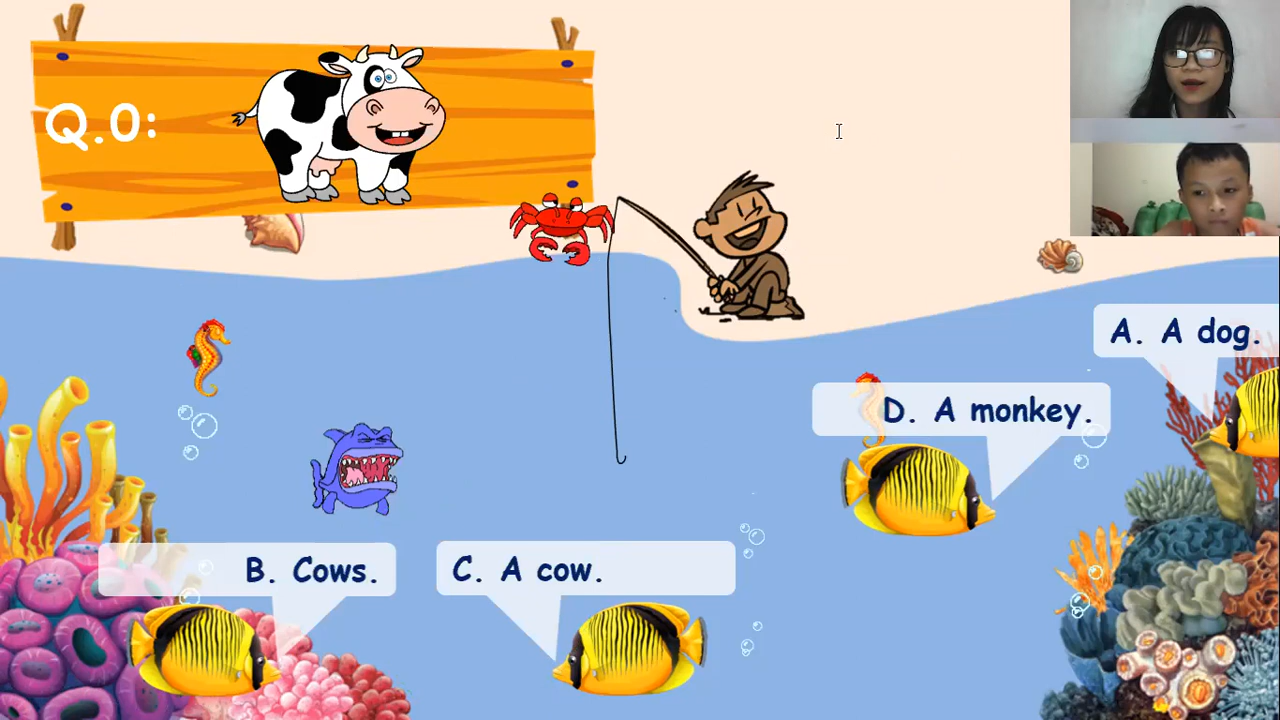 Q.0:
A. A dog.
D. A monkey.
B. Cows.
C. A cow.